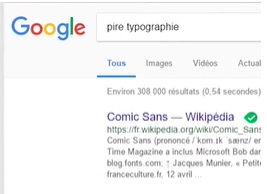 Google
pire typographie
Tous Images Vidéos Actual
Environ 308 000 résultats (0,54 secondes)
Comic Sans — Wikipédia
https://fr.wikipedia.org/wiki/Comic_Sans
Comic Sans (prononcé / kɒm.ɪk ˈsænz/ en
Time Magazine a inclus Microsoft Bob dan
blog.fonts.com; ↑ Jacques Munier, « Petite
franceculture.fr, 12 avril ...